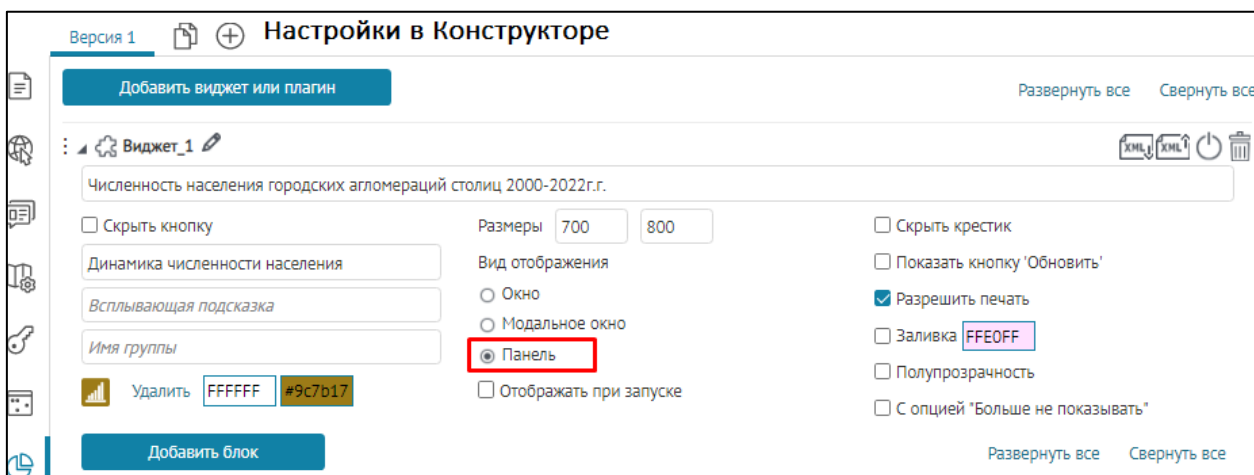 Версия 1 Настройки в Конструкторе
Добавить виджет или плагин Развернуть все Свернуть все
Виджет_1 XML XML
Численность населения городских агломераций столиц 2000-2022г.г.
Скрыть кнопку Размеры 700 800 Скрыть крестик
Динамика численности населения Вид отображения Показать кнопку 'Обновить'
Всплывающая подсказка Окно Разрешить печать
Имя группы Модальное окно Заливка FFE0FF
Панель Полупрозрачность
Удалить FFFFFF #9c7b17 Отображать при запуске С опцией "Больше не показывать"
Добавить блок Развернуть все Свернуть все